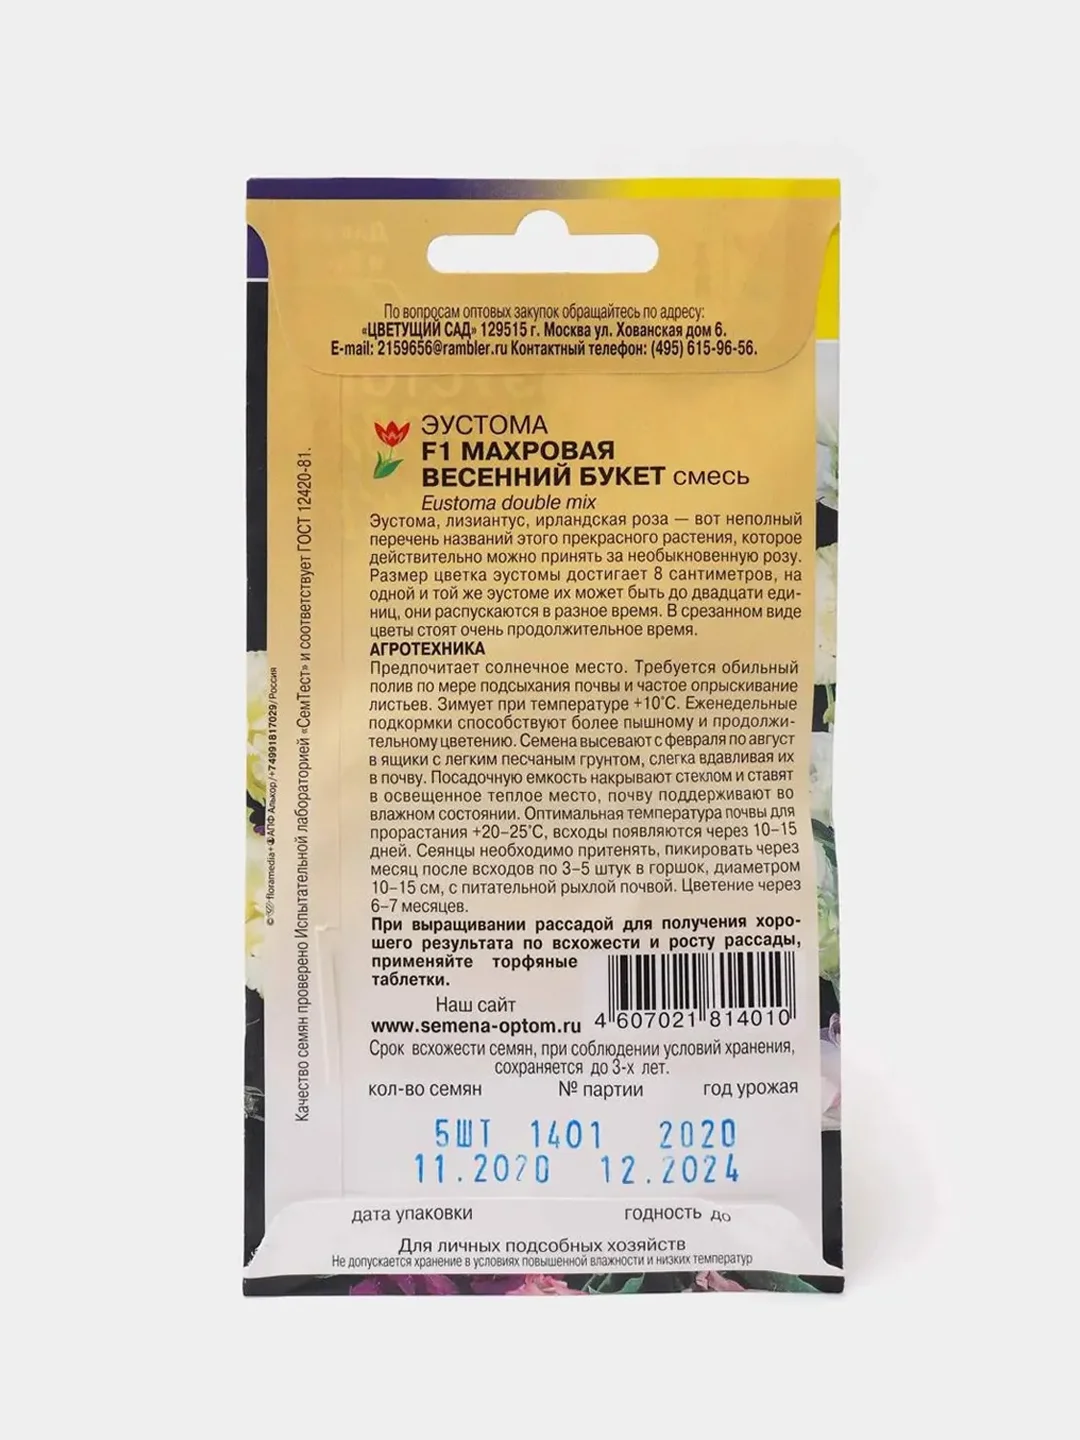 По вопросам оптовых закупок обращайтесь по адресу:
«ЦВЕТУЩИЙ САД» 129515 г. Москва ул. Хованская дом 6.
E-mail: 2159656@rambler.ru Контактный телефон: (495) 615-96-56.
ЭУСТОМА
F1 МАХРОВАЯ
ВЕСЕННИЙ БУКЕТ смесь
Eustoma double mix
Эустома, лизиантус, ирландская роза — вот неполный
перечень названий этого прекрасного растения, которое
действительно можно принять за необыкновенную розу.
Размер цветка эустомы достигает 8 сантиметров, на
одной и той же эустоме их может быть до двадцати еди-
ниц, они распускаются в разное время. В срезанном виде
цветы стоят очень продолжительное время.
АГРОТЕХНИКА
Предпочитает солнечное место. Требуется обильный
полив по мере подсыхания почвы и частое опрыскивание
листьев. Зимует при температуре +10°С. Еженедельные
подкормки способствуют более пышному и продолжи-
тельному цветению. Семена высевают с февраля по август
в ящики с легким песчаным грунтом, слегка вдавливая их
в почву. Посадочную емкость накрывают стеклом и ставят
в освещенное теплое место, почву поддерживают во
влажном состоянии. Оптимальная температура почвы для
прорастания +20–25°С, всходы появляются через 10–15
дней. Сеянцы необходимо притенять, пикировать через
месяц после всходов по 3–5 штук в горшок, диаметром
10–15 см, с питательной рыхлой почвой. Цветение через
6–7 месяцев.
При выращивании рассадой для получения хоро-
шего результата по всхожести и росту рассады,
применяйте торфяные
таблетки.
Наш сайт
www.semena-optom.ru
4 607021 814010
Срок всхожести семян, при соблюдении условий хранения,
сохраняется до 3-х лет.
кол-во семян № партии год урожая
5ШТ 1401 2020
11.2020 12.2024
дата упаковки годность до
Для личных подсобных хозяйств
Не допускается хранение в условиях повышенной влажности и низких температур
Качество семян проверено Испытательной лабораторией «СемТест» и соответствует ГОСТ 12420-81.
floramedia+ АПФ Алькор/+74991817029/Россия